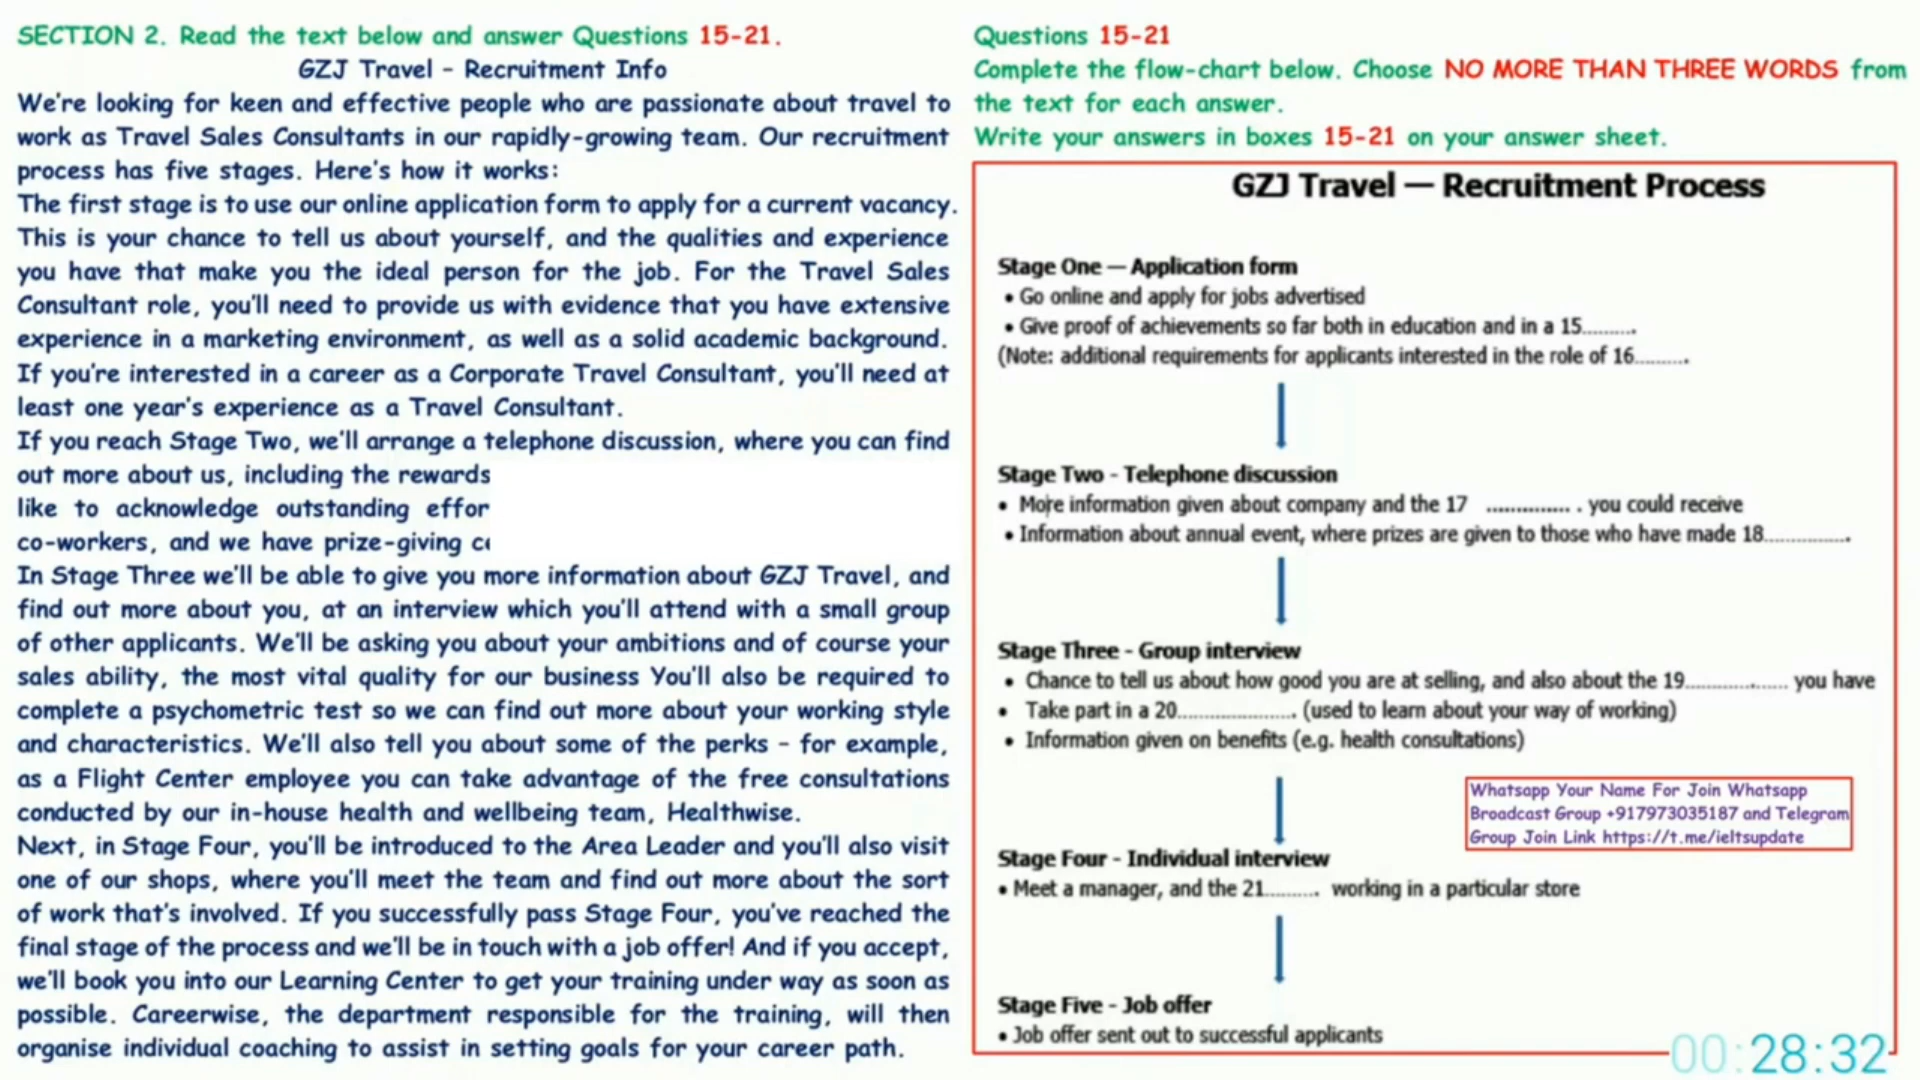 SECTION 2. Read the text below and answer Questions 15-21.
GZJ Travel - Recruitment Info
We're looking for keen and effective people who are passionate about travel to
work as Travel Sales Consultants in our rapidly-growing team. Our recruitment
process has five stages. Here's how it works:
The first stage is to use our online application form to apply for a current vacancy.
This is your chance to tell us about yourself, and the qualities and experience
you have that make you the ideal person for the job. For the Travel Sales
Consultant role, you'll need to provide us with evidence that you have extensive
experience in a marketing environment, as well as a solid academic background.
If you're interested in a career as a Corporate Travel Consultant, you'll need at
least one year's experience as a Travel Consultant.
If you reach Stage Two, we'll arrange a telephone discussion, where you can find
out more about us, including the rewards
like to acknowledge outstanding effor
co-workers, and we have prize-giving
In Stage Three we'll be able to give you more information about GZJ Travel, and
find out more about you, at an interview which you'll attend with a small group
of other applicants. We'll be asking you about your ambitions and of course your
sales ability, the most vital quality for our business You'll also be required to
complete a psychometric test so we can find out more about your working style
and characteristics. We'll also tell you about some of the perks - for example,
as a Flight Center employee you can take advantage of the free consultations
conducted by our in-house health and wellbeing team, Healthwise.
Next, in Stage Four, you'll be introduced to the Area Leader and you'll also visit
one of our shops, where you'll meet the team and find out more about the sort
of work that's involved. If you successfully pass Stage Four, you've reached the
final stage of the process and we'll be in touch with a job offer! And if you accept,
we'll book you into our Learning Center to get your training under way as soon as
possible. Careerwise, the department responsible for the training, will then
organise individual coaching to assist in setting goals for your career path.
Questions 15-21
Complete the flow-chart below. Choose NO MORE THAN THREE WORDS from
the text for each answer.
Write your answers in boxes 15-21 on your answer sheet.
GZJ Travel — Recruitment Process
Stage One — Application form
• Go online and apply for jobs advertised
• Give proof of achievements so far both in education and in a 15..........
(Note: additional requirements for applicants interested in the role of 16..........
Stage Two - Telephone discussion
• More information given about company and the 17 .............. . you could receive
• Information about annual event, where prizes are given to those who have made 18................
Stage Three - Group interview
• Chance to tell us about how good you are at selling, and also about the 19................... you have
• Take part in a 20...................... (used to learn about your way of working)
• Information given on benefits (e.g. health consultations)
Whatsapp Your Name For Join Whatsapp
Broadcast Group +917973035187 and Telegram
Group Join Link https://t.me/ieltsupdate
Stage Four - Individual interview
• Meet a manager, and the 21.......... working in a particular store
Stage Five - Job offer
• Job offer sent out to successful applicants
00:28:32